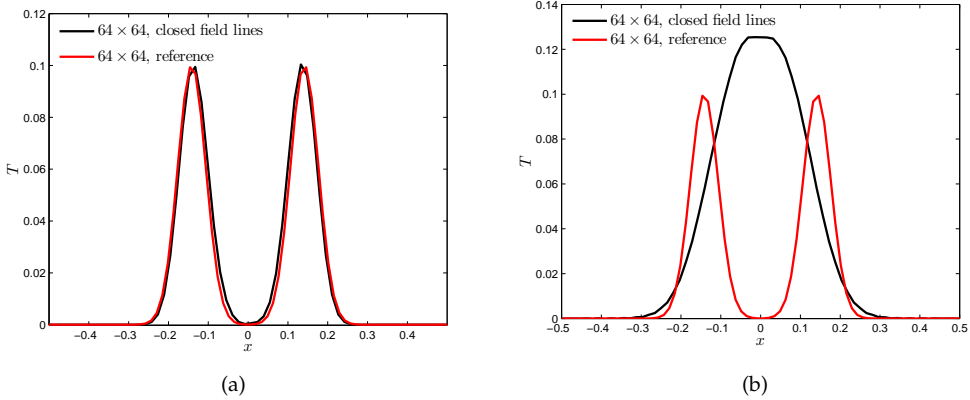 0.12
0.1
0.08
0.06
0.04
0.02
0
T
64 × 64, closed field lines
64 × 64, reference
-0.4 -0.3 -0.2 -0.1 0 0.1 0.2 0.3 0.4
x
(a)
0.14
0.12
0.1
0.08
0.06
0.04
0.02
0
T
64 × 64, closed field lines
64 × 64, reference
-0.5 -0.4 -0.3 -0.2 -0.1 0 0.1 0.2 0.3 0.4 0.5
x
(b)